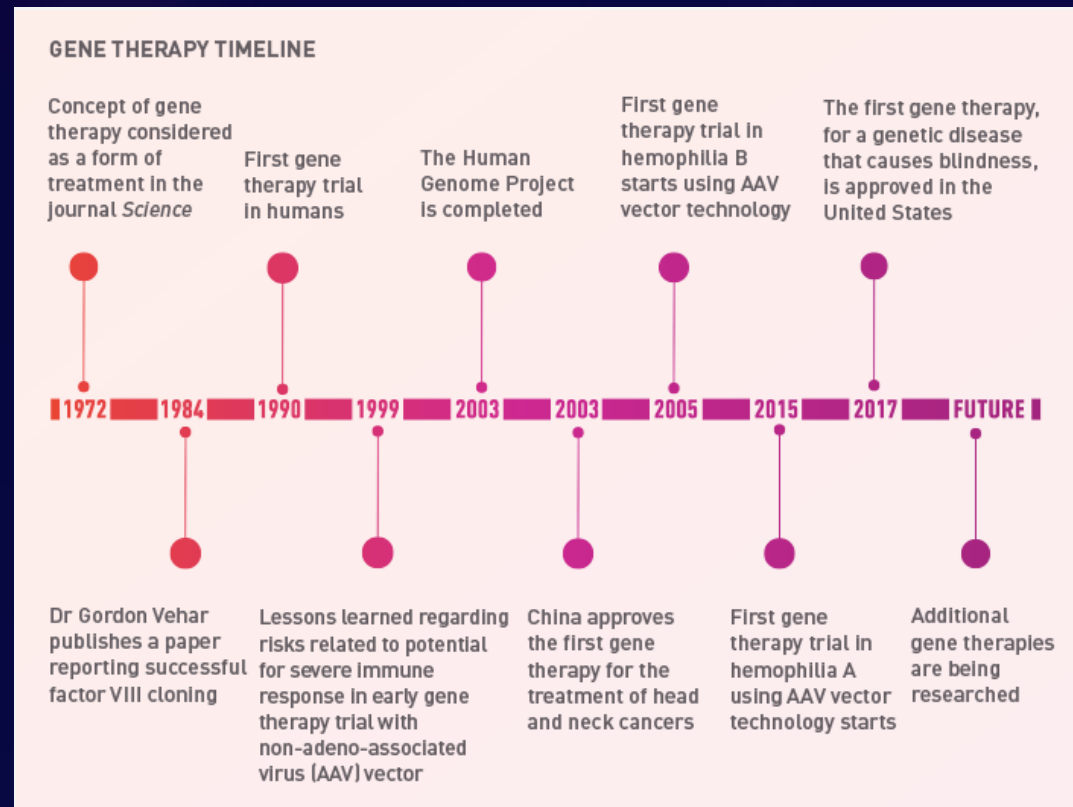 GENE THERAPY TIMELINE
Concept of gene
therapy considered
as a form of
treatment in the
journal Science
First gene
therapy trial
in humans
The Human
Genome Project
is completed
First gene
therapy trial in
hemophilia B
starts using AAV
vector technology
The first gene therapy,
for a genetic disease
that causes blindness,
is approved in the
United States
1972 1984 1990 1999 2003 2003 2005 2015 2017 FUTURE
Dr Gordon Vehar
publishes a paper
reporting successful
factor VIII cloning
Lessons learned regarding
risks related to potential
for severe immune
response in early gene
therapy trial with
non-adeno-associated
virus (AAV) vector
China approves
the first gene
therapy for the
treatment of head
and neck cancers
First gene
therapy trial in
hemophilia A
using AAV vector
technology starts
Additional
gene therapies
are being
researched